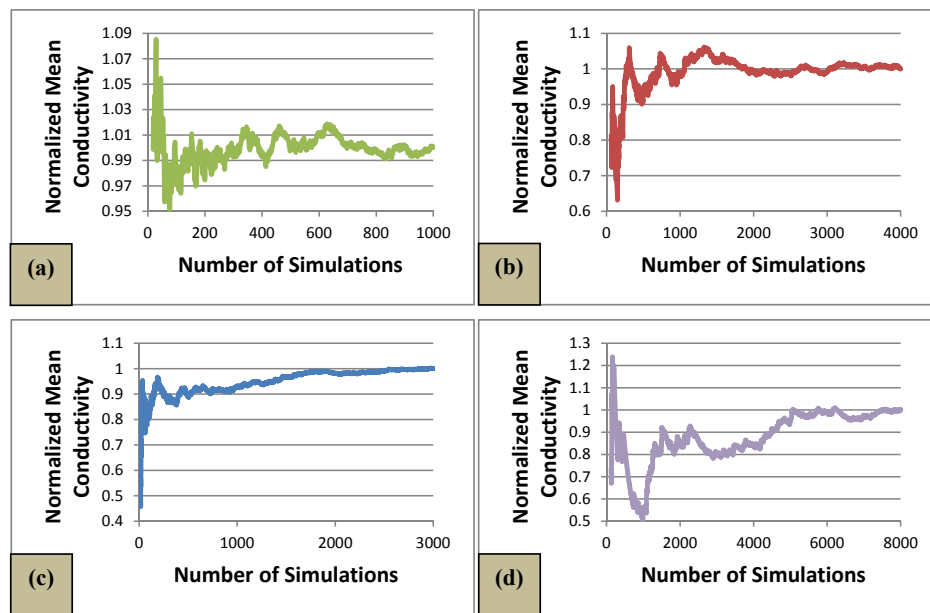 Normalized Mean
Conductivity
1.09
1.07
1.05
1.03
1.01
0.99
0.97
0.95
0 200 400 600 800 1000
Number of Simulations
(a)
Normalized Mean
Conductivity
1.1
1
0.9
0.8
0.7
0.6
0 1000 2000 3000 4000
Number of Simulations
(b)
Normalized Mean
Conductivity
1.1
1
0.9
0.8
0.7
0.6
0.5
0.4
0 1000 2000 3000
Number of Simulations
(c)
Normalized Mean
Conductivity
1.3
1.2
1.1
1
0.9
0.8
0.7
0.6
0.5
0 2000 4000 6000 8000
Number of Simulations
(d)